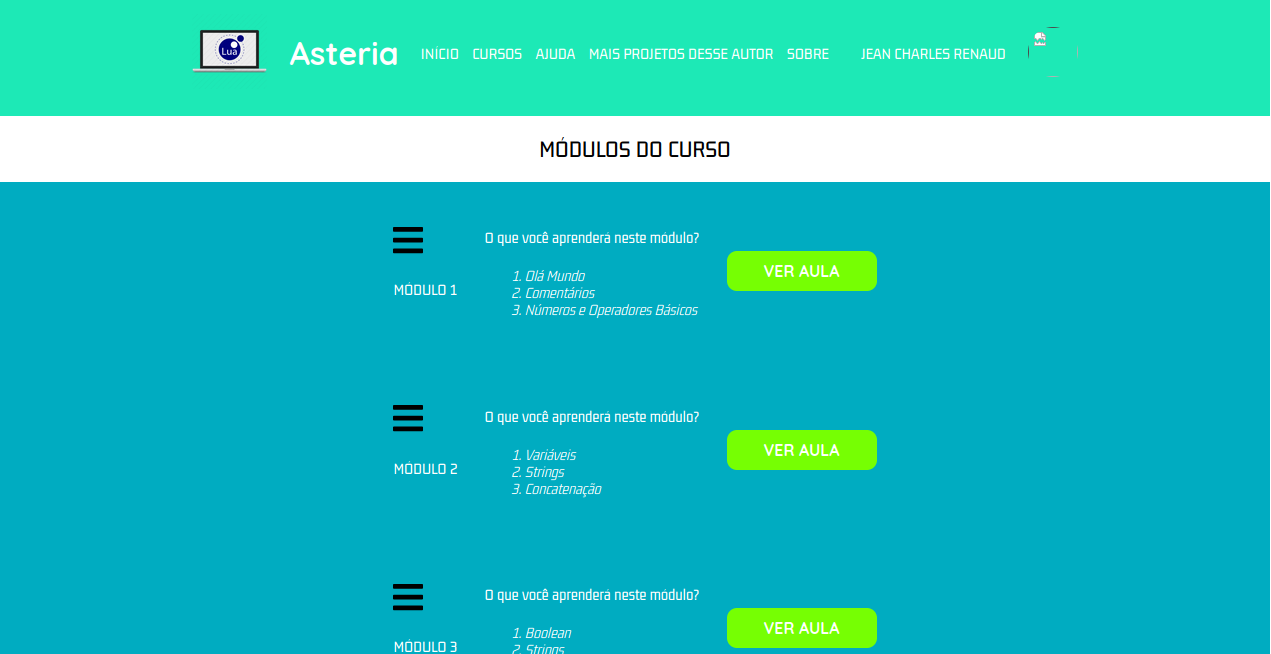 Lua
Asteria
INÍCIO CURSOS AJUDA MAIS PROJETOS DESSE AUTOR SOBRE JEAN CHARLES RENAUD
MÓDULOS DO CURSO
MÓDULO 1
O que você aprenderá neste módulo?
1. Olá Mundo
2. Comentários
3. Números e Operadores Básicos
VER AULA
MÓDULO 2
O que você aprenderá neste módulo?
1. Variáveis
2. Strings
3. Concatenação
VER AULA
MÓDULO 3
O que você aprenderá neste módulo?
1. Boolean
2. Strings
VER AULA